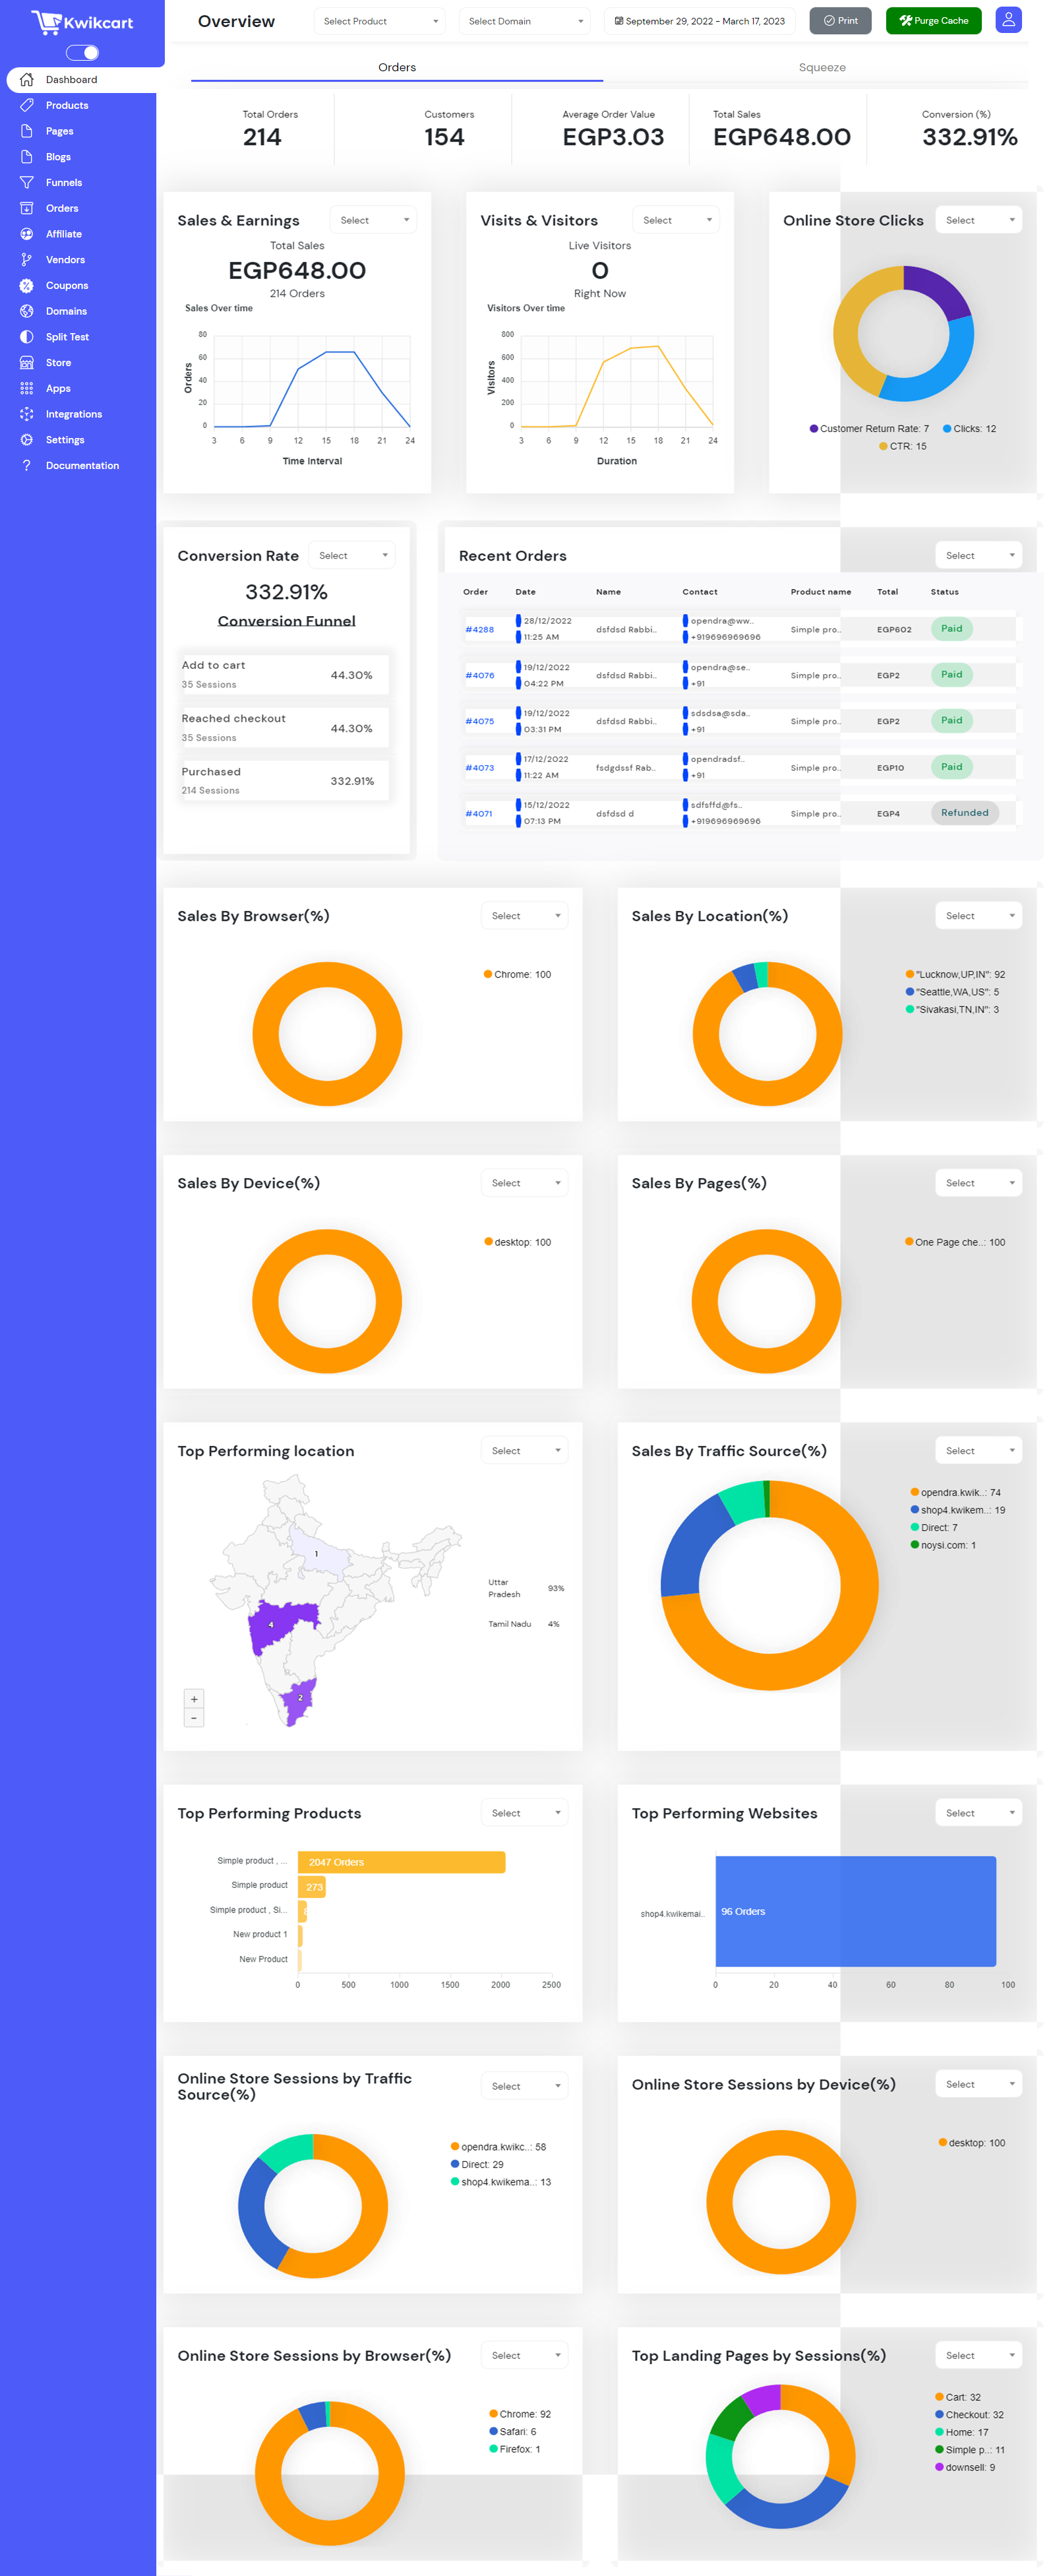 Kwikcart
Dashboard
Products
Pages
Blogs
Funnels
Orders
Affiliate
Vendors
Coupons
Domains
Split Test
Store
Apps
Integrations
Settings
Documentation
Overview
Select Product
Select Domain
September 29, 2022 - March 17, 2023
Print
Purge Cache
Orders
Squeeze
Total Orders
214
Customers
154
Average Order Value
EGP3.03
Total Sales
EGP648.00
Conversion (%)
332.91%
Sales & Earnings
Select
Total Sales
EGP648.00
214 Orders
Sales Over time
Orders
80
60
40
20
0
3 6 9 12 15 18 21 24
Time Interval
Visits & Visitors
Select
Live Visitors
0
Right Now
Visitors Over time
Visitors
800
600
400
200
0
3 6 9 12 15 18 21 24
Duration
Online Store Clicks
Select
Customer Return Rate: 7
Clicks: 12
CTR: 15
Conversion Rate
Select
332.91%
Conversion Funnel
Add to cart
35 Sessions
44.30%
Reached checkout
35 Sessions
44.30%
Purchased
214 Sessions
332.91%
Recent Orders
Select
Order Date Name Contact Product name Total Status
#4288 28/12/2022 11:25 AM dsfdsd Rabbi.. opendra@ww.. +919696969696 Simple pro.. EGP602 Paid
#4076 19/12/2022 04:22 PM dsfdsd Rabbi.. opendra@se.. +91 Simple pro.. EGP2 Paid
#4075 19/12/2022 03:31 PM dsfdsd Rabbi.. sdsdsa@sda.. +91 Simple pro.. EGP2 Paid
#4073 17/12/2022 11:22 AM fsdgdssf Rab.. opendradsf.. +91 Simple pro.. EGP10 Paid
#4071 15/12/2022 07:13 PM dsfdsd d sdfsffd@fs.. +919696969696 Simple pro.. EGP4 Refunded
Sales By Browser(%)
Select
Chrome: 100
Sales By Location(%)
Select
"Lucknow,UP,IN": 92
"Seattle,WA,US": 5
"Sivakasi,TN,IN": 3
Sales By Device(%)
Select
desktop: 100
Sales By Pages(%)
Select
One Page che..: 100
Top Performing location
Select
1
4
2
+
−
Uttar
Pradesh
93%
Tamil Nadu 4%
Sales By Traffic Source(%)
Select
opendra.kwik..: 74
shop4.kwikem..: 19
Direct: 7
noysi.com: 1
Top Performing Products
Select
Simple product , ...
2047 Orders
Simple product
273
Simple product , Si...
New product 1
New Product
0 500 1000 1500 2000 2500
Top Performing Websites
Select
shop4.kwikemai..
96 Orders
0 20 40 60 80 100
Online Store Sessions by Traffic
Source(%)
Select
opendra.kwikc..: 58
Direct: 29
shop4.kwikema..: 13
Online Store Sessions by Device(%)
Select
desktop: 100
Online Store Sessions by Browser(%)
Select
Chrome: 92
Safari: 6
Firefox: 1
Top Landing Pages by Sessions(%)
Select
Cart: 32
Checkout: 32
Home: 17
Simple p..: 11
downsell: 9